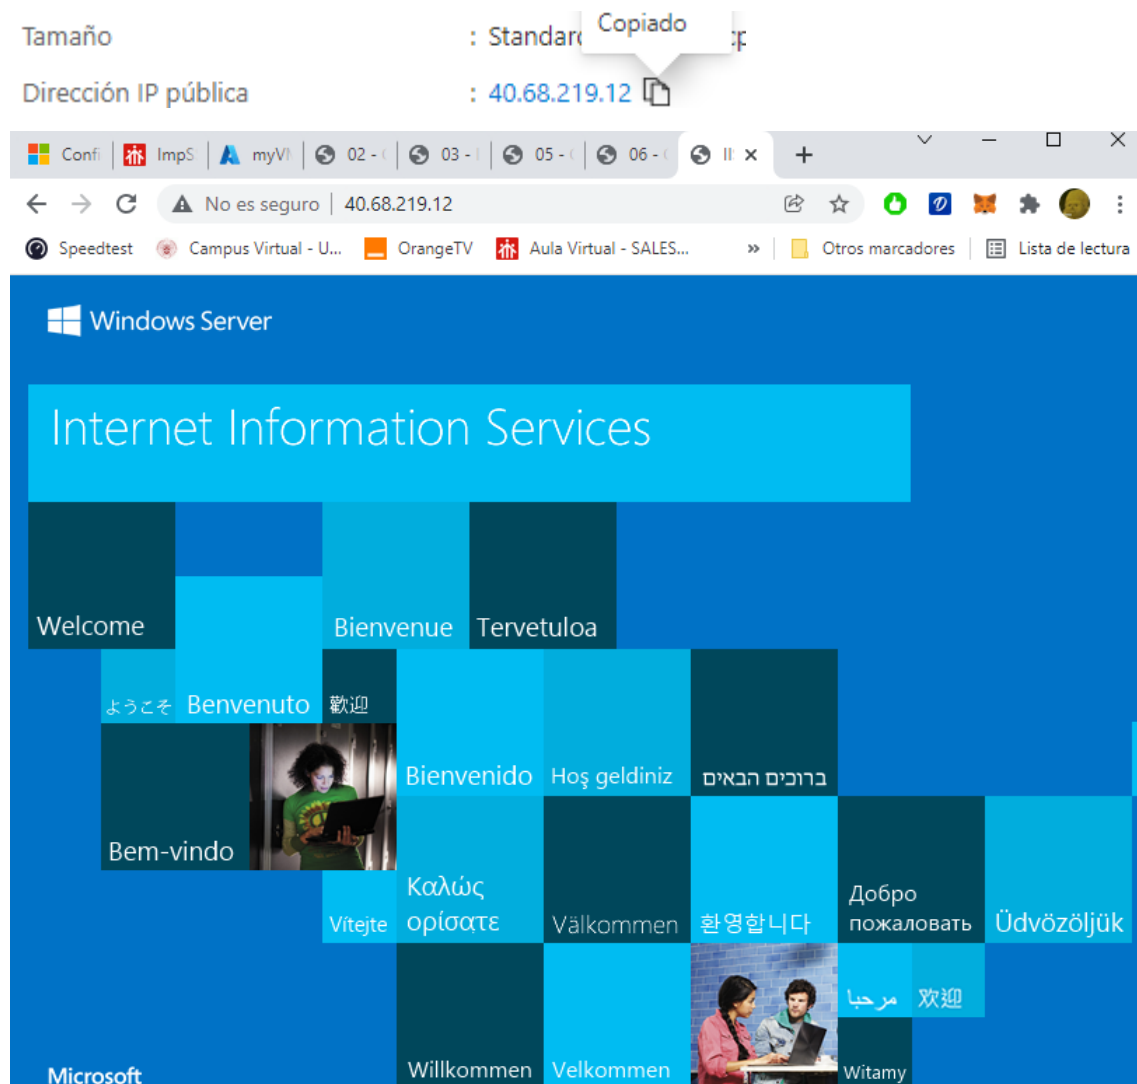 Copiado
Tamaño : Standar
Dirección IP pública : 40.68.219.12
Confi ImpS myV 02 - 03 - 05 - 06 -
No es seguro | 40.68.219.12
Speedtest Campus Virtual - U... OrangeTV Aula Virtual - SALES... » Otros marcadores Lista de lectura
Windows Server
Internet Information Services
Welcome
Bienvenue
Tervetuloa
ようこそ
Benvenuto
歡迎
Bienvenido
Hoş geldiniz
ברוכים הבאים
Bem-vindo
Vítejte
Καλώς
ορίσατε
Välkommen
환영합니다
Добро
пожаловать
Üdvözöljük
مرحبا
欢迎
Microsoft
Willkommen
Velkommen
Witamy